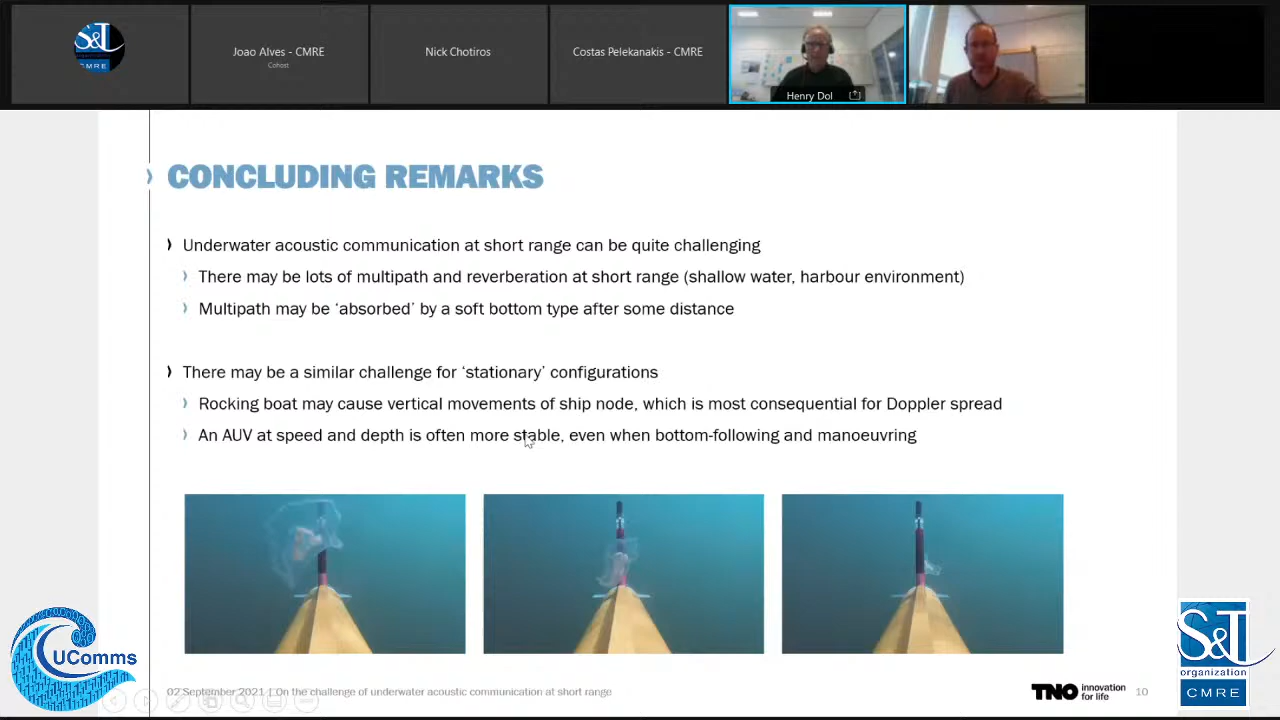 S&T
organization
CMRE
Joao Alves - CMRE
Cohost
Nick Chotiros
Costas Pelekanakis - CMRE
Henry Dol
CONCLUDING REMARKS
Underwater acoustic communication at short range can be quite challenging
There may be lots of multipath and reverberation at short range (shallow water, harbour environment)
Multipath may be ‘absorbed’ by a soft bottom type after some distance
There may be a similar challenge for ‘stationary’ configurations
Rocking boat may cause vertical movements of ship node, which is most consequential for Doppler spread
An AUV at speed and depth is often more stable, even when bottom-following and manoeuvring
UComms
02 September 2021 | On the challenge of underwater acoustic communication at short range
TNO innovation for life
10
S&T
organization
CMRE